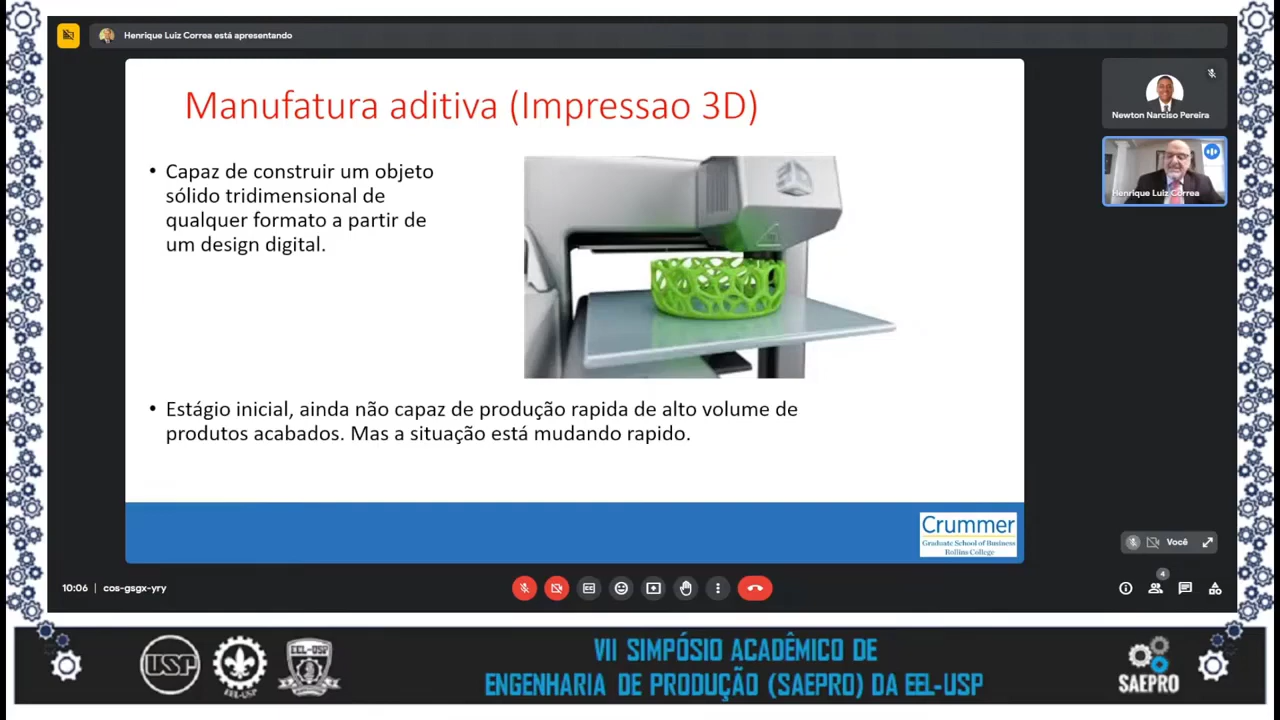 Henrique Luiz Correa está apresentando
Manufatura aditiva (Impressao 3D)
• Capaz de construir um objeto
sólido tridimensional de
qualquer formato a partir de
um design digital.
• Estágio inicial, ainda não capaz de produção rapida de alto volume de
produtos acabados. Mas a situação está mudando rapido.
Crummer
Graduate School of Business
Rollins College
Newton Narciso Pereira
Henrique Luiz Correa
Você
10:06 | cos-gsgx-yry
4
USP
EEL-USP
EEL-USP
VII SIMPÓSIO ACADÊMICO DE
ENGENHARIA DE PRODUÇÃO (SAEPRO) DA EEL-USP
SAEPRO